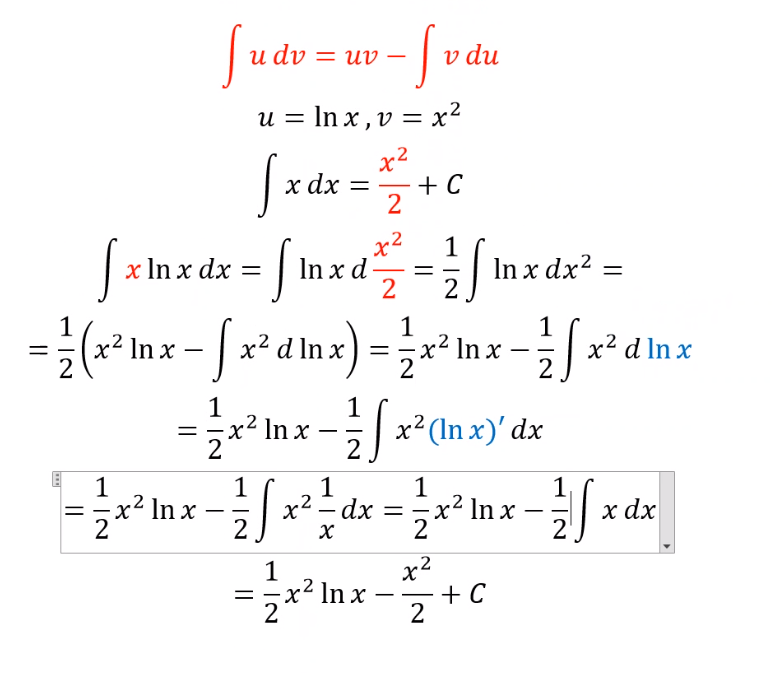 ∫ u dv = uv − ∫ v du
u = ln x , v = x²
∫ x dx = x²/2 + C
∫ x ln x dx = ∫ ln x d x²/2 = 1/2 ∫ ln x dx² =
= 1/2 (x² ln x − ∫ x² d ln x) = 1/2 x² ln x − 1/2 ∫ x² d ln x
= 1/2 x² ln x − 1/2 ∫ x² (ln x)′ dx
= 1/2 x² ln x − 1/2 ∫ x² 1/x dx = 1/2 x² ln x − 1/2 ∫ x dx
= 1/2 x² ln x − x²/2 + C